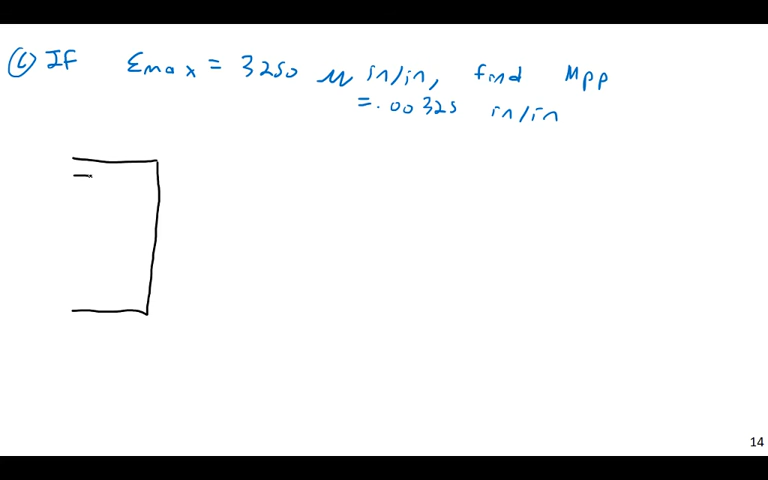 (c) IF εmax = 3250 μ in/in, find Mpp
= .00325 in/in
14